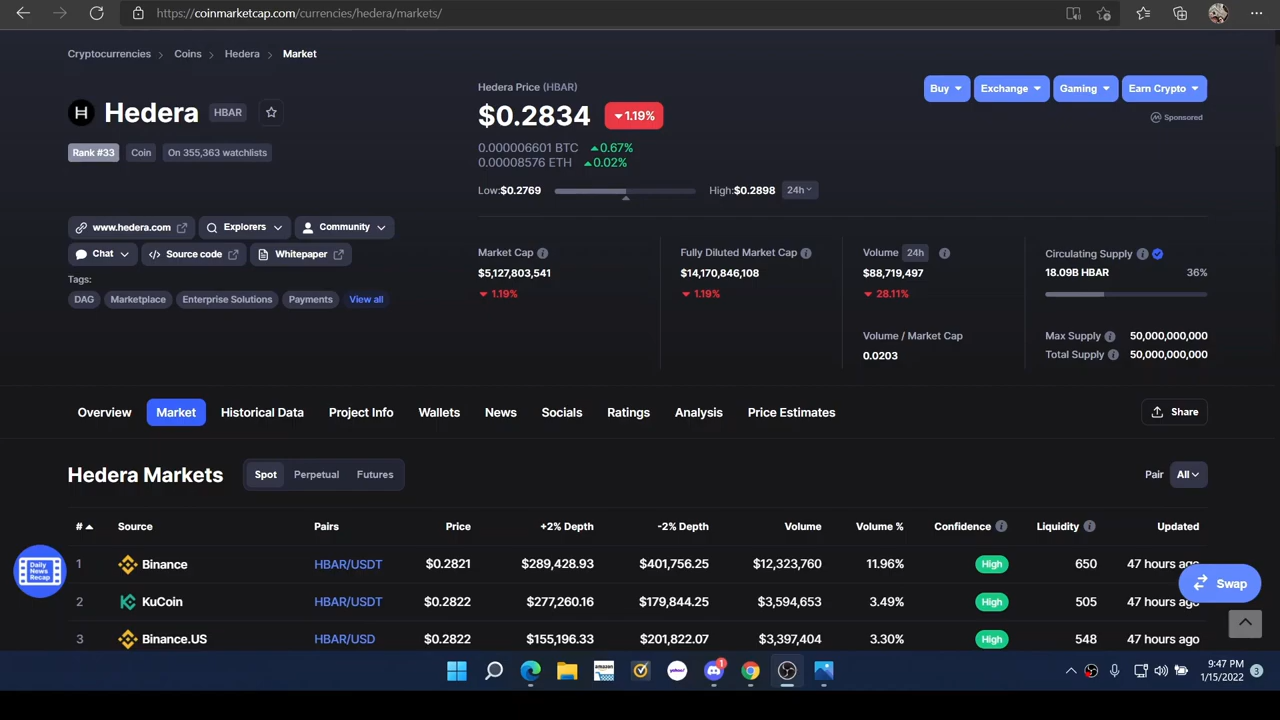 https://coinmarketcap.com/currencies/hedera/markets/
Cryptocurrencies > Coins > Hedera > Market
Hedera HBAR
Rank #33 Coin On 355,363 watchlists
www.hedera.com Explorers Community
Chat Source code Whitepaper
Tags:
DAG Marketplace Enterprise Solutions Payments View all
Hedera Price (HBAR)
$0.2834 1.19%
0.000006601 BTC 0.67%
0.00008576 ETH 0.02%
Low:$0.2769 High:$0.2898 24h
Buy Exchange Gaming Earn Crypto
Sponsored
Market Cap
$5,127,803,541
1.19%
Fully Diluted Market Cap
$14,170,846,108
1.19%
Volume 24h
$88,719,497
28.11%
Volume / Market Cap
0.0203
Circulating Supply
18.09B HBAR 36%
Max Supply 50,000,000,000
Total Supply 50,000,000,000
Overview Market Historical Data Project Info Wallets News Socials Ratings Analysis Price Estimates Share
Hedera Markets Spot Perpetual Futures Pair All
# Source Pairs Price +2% Depth -2% Depth Volume Volume % Confidence Liquidity Updated
1 Binance HBAR/USDT $0.2821 $289,428.93 $401,756.25 $12,323,760 11.96% High 650 47 hours ago
2 KuCoin HBAR/USDT $0.2822 $277,260.16 $179,844.25 $3,594,653 3.49% High 505 47 hours ago
3 Binance.US HBAR/USD $0.2822 $155,196.33 $201,822.07 $3,397,404 3.30% High 548 47 hours ago
Daily
News
Recap
Swap
amazon
yahoo!
1
9:47 PM
1/15/2022
3